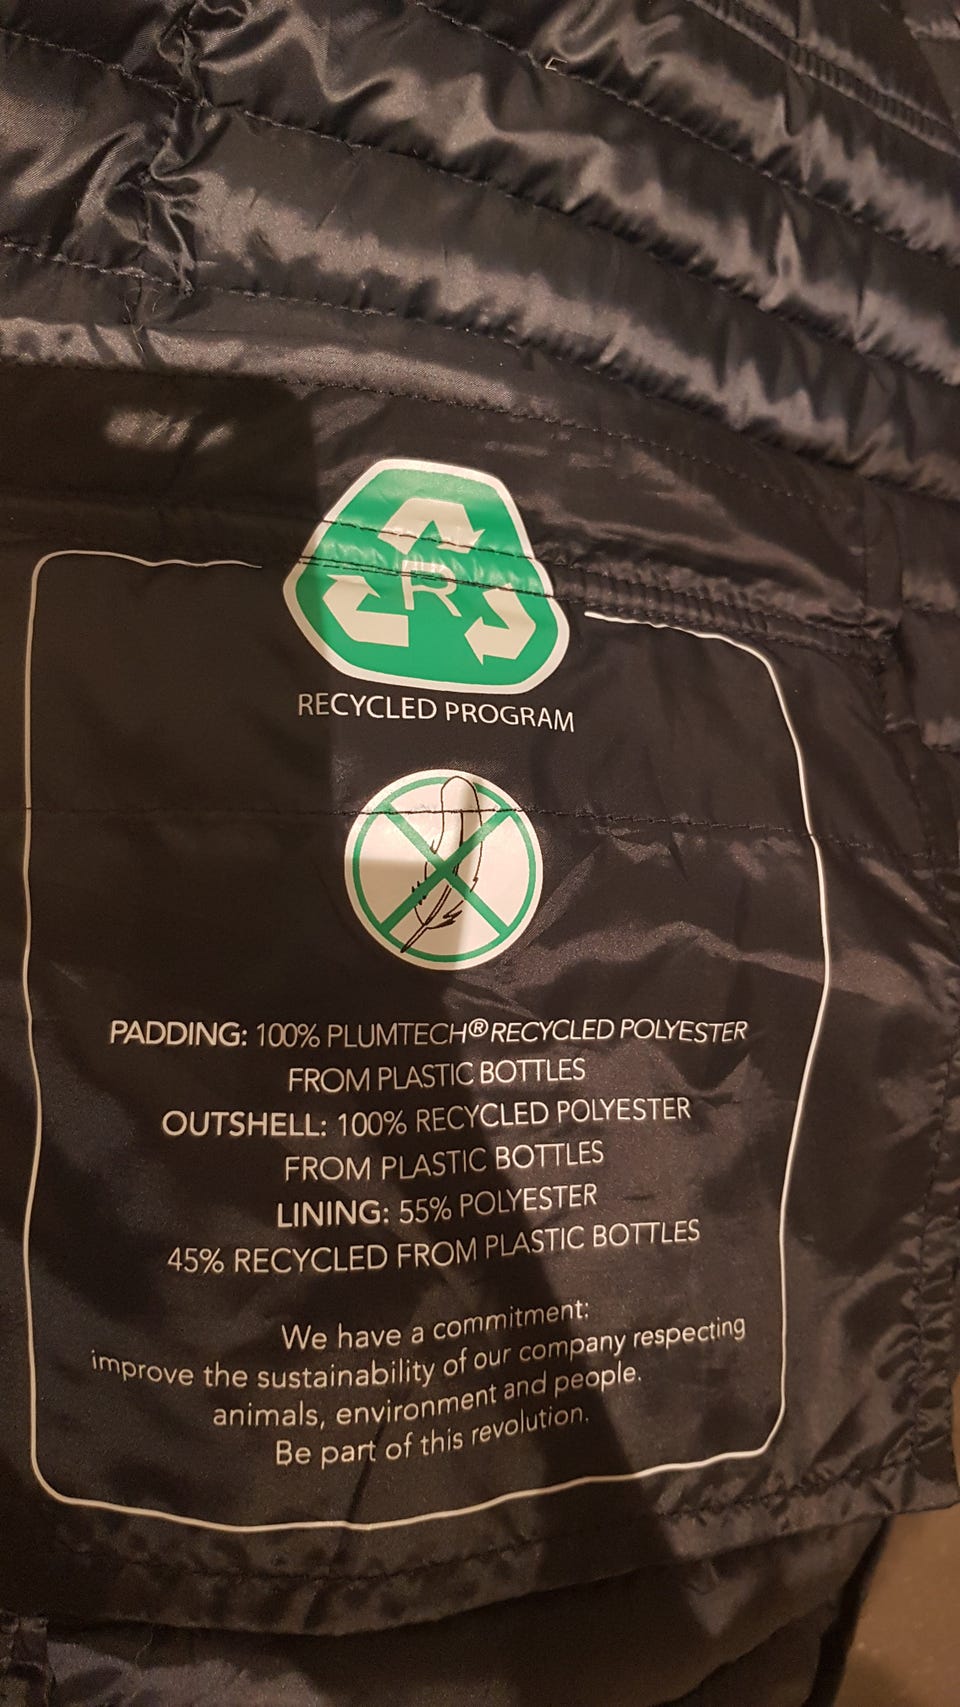 R
RECYCLED PROGRAM
PADDING: 100% PLUMTECH® RECYCLED POLYESTER
FROM PLASTIC BOTTLES
OUTSHELL: 100% RECYCLED POLYESTER
FROM PLASTIC BOTTLES
LINING: 55% POLYESTER
45% RECYCLED FROM PLASTIC BOTTLES
We have a commitment:
improve the sustainability of our company respecting
animals, environment and people.
Be part of this revolution.